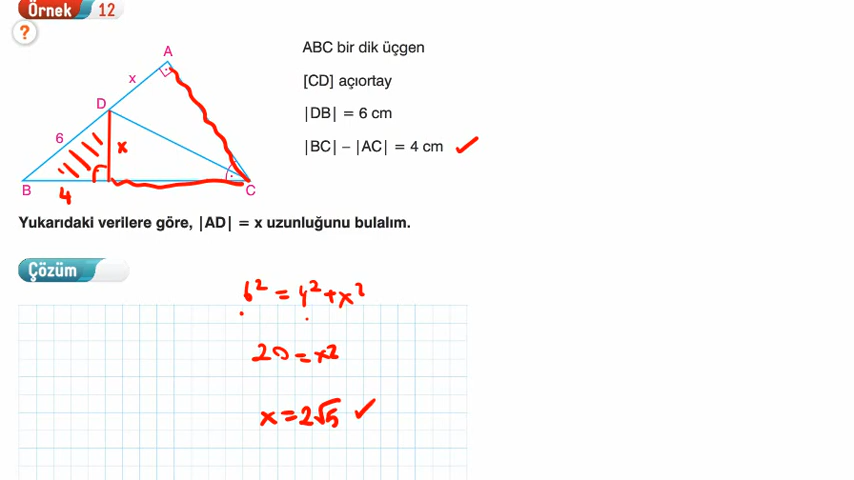 Örnek 12
?
A
ABC bir dik üçgen
x
[CD] açıortay
D
|DB| = 6 cm
6
x
|BC| – |AC| = 4 cm
B
4
C
Yukarıdaki verilere göre, |AD| = x uzunluğunu bulalım.
Çözüm
6² = 4² + x²
20 = x²
x = 2√5